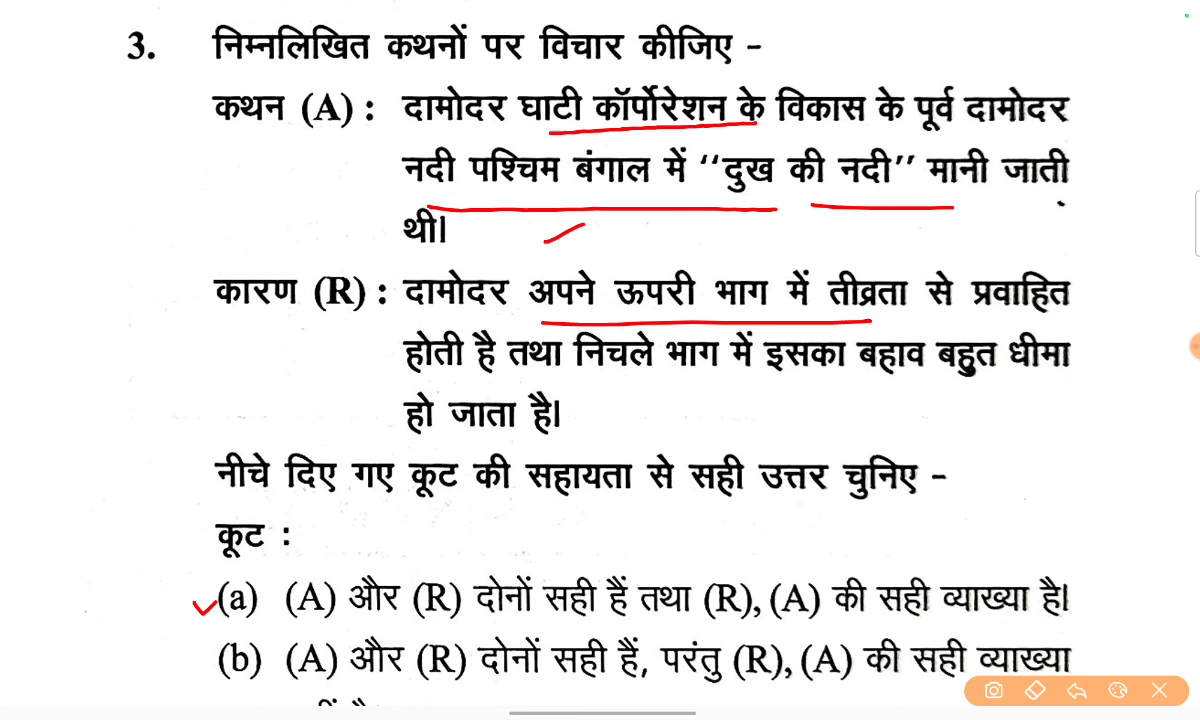 3. निम्नलिखित कथनों पर विचार कीजिए -
कथन (A) : दामोदर घाटी कॉर्पोरेशन के विकास के पूर्व दामोदर
नदी पश्चिम बंगाल में ‘‘दुख की नदी’’ मानी जाती
थी।
कारण (R) : दामोदर अपने ऊपरी भाग में तीव्रता से प्रवाहित
होती है तथा निचले भाग में इसका बहाव बहुत धीमा
हो जाता है।
नीचे दिए गए कूट की सहायता से सही उत्तर चुनिए -
कूट :
(a) (A) और (R) दोनों सही हैं तथा (R), (A) की सही व्याख्या है।
(b) (A) और (R) दोनों सही हैं, परंतु (R), (A) की सही व्याख्या